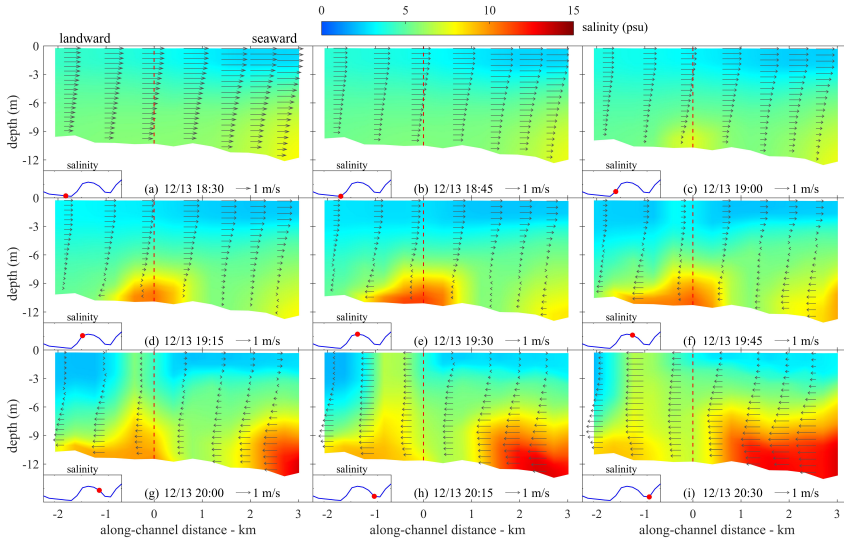 0 5 10 15
salinity (psu)
landward seaward
0
-3
-6
-9
-12
depth (m)
salinity
(a) 12/13 18:30 1 m/s
salinity
(b) 12/13 18:45 1 m/s
salinity
(c) 12/13 19:00 1 m/s
0
-3
-6
-9
-12
depth (m)
salinity
(d) 12/13 19:15 1 m/s
salinity
(e) 12/13 19:30 1 m/s
salinity
(f) 12/13 19:45 1 m/s
0
-3
-6
-9
-12
depth (m)
salinity
(g) 12/13 20:00 1 m/s
salinity
(h) 12/13 20:15 1 m/s
salinity
(i) 12/13 20:30 1 m/s
-2 -1 0 1 2 3
-2 -1 0 1 2 3
-2 -1 0 1 2 3
along-channel distance - km
along-channel distance - km
along-channel distance - km